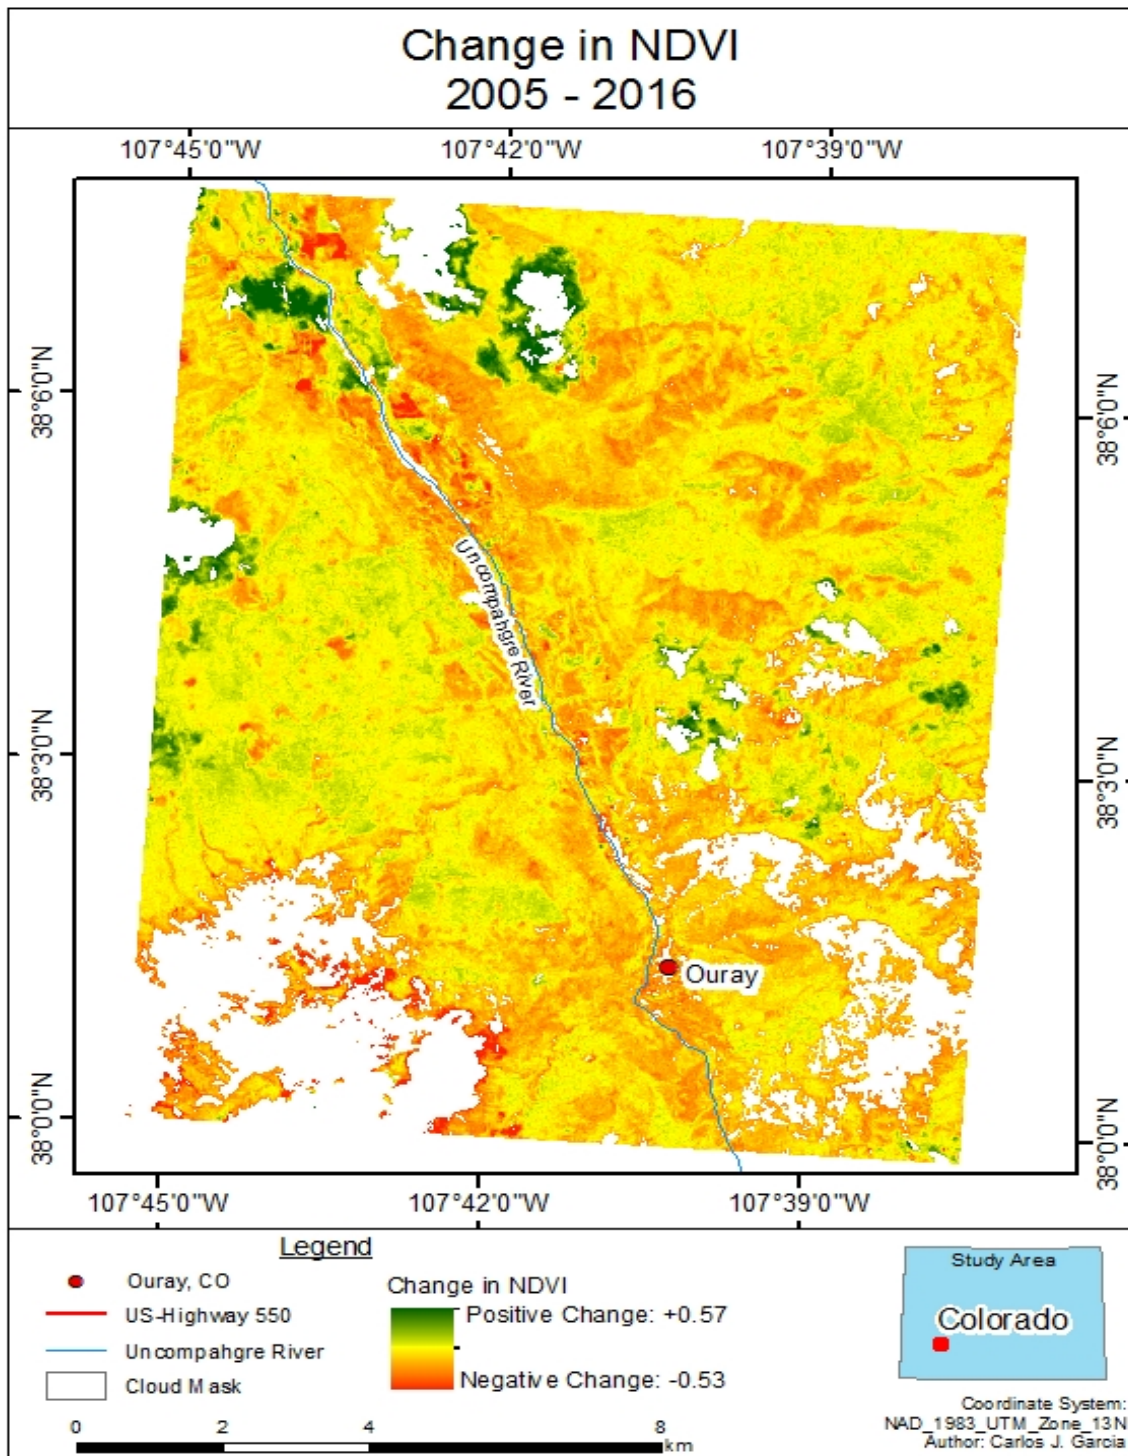 Change in NDVI
2005 - 2016
107°45'0"W 107°42'0"W 107°39'0"W
38°6'0"N
38°6'0"N
Uncompahgre River
38°3'0"N
38°3'0"N
Ouray
38°0'0"N
38°0'0"N
107°45'0"W 107°42'0"W 107°39'0"W
Legend
Ouray, CO
US-Highway 550
Uncompahgre River
Cloud Mask
Change in NDVI
Positive Change: +0.57
Negative Change: -0.53
0 2 4 8
km
Study Area
Colorado
Coordinate System:
NAD_1983_UTM_Zone_13N
Author: Carlos J. Garcia